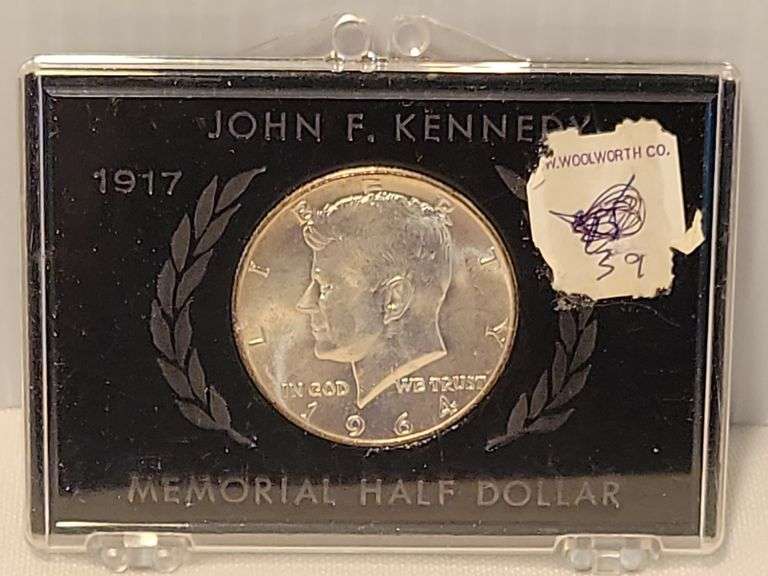 JOHN F. KENNEDY
W. WOOLWORTH CO.
1917
39
LIBERTY
IN GOD WE TRUST
1964
MEMORIAL HALF DOLLAR